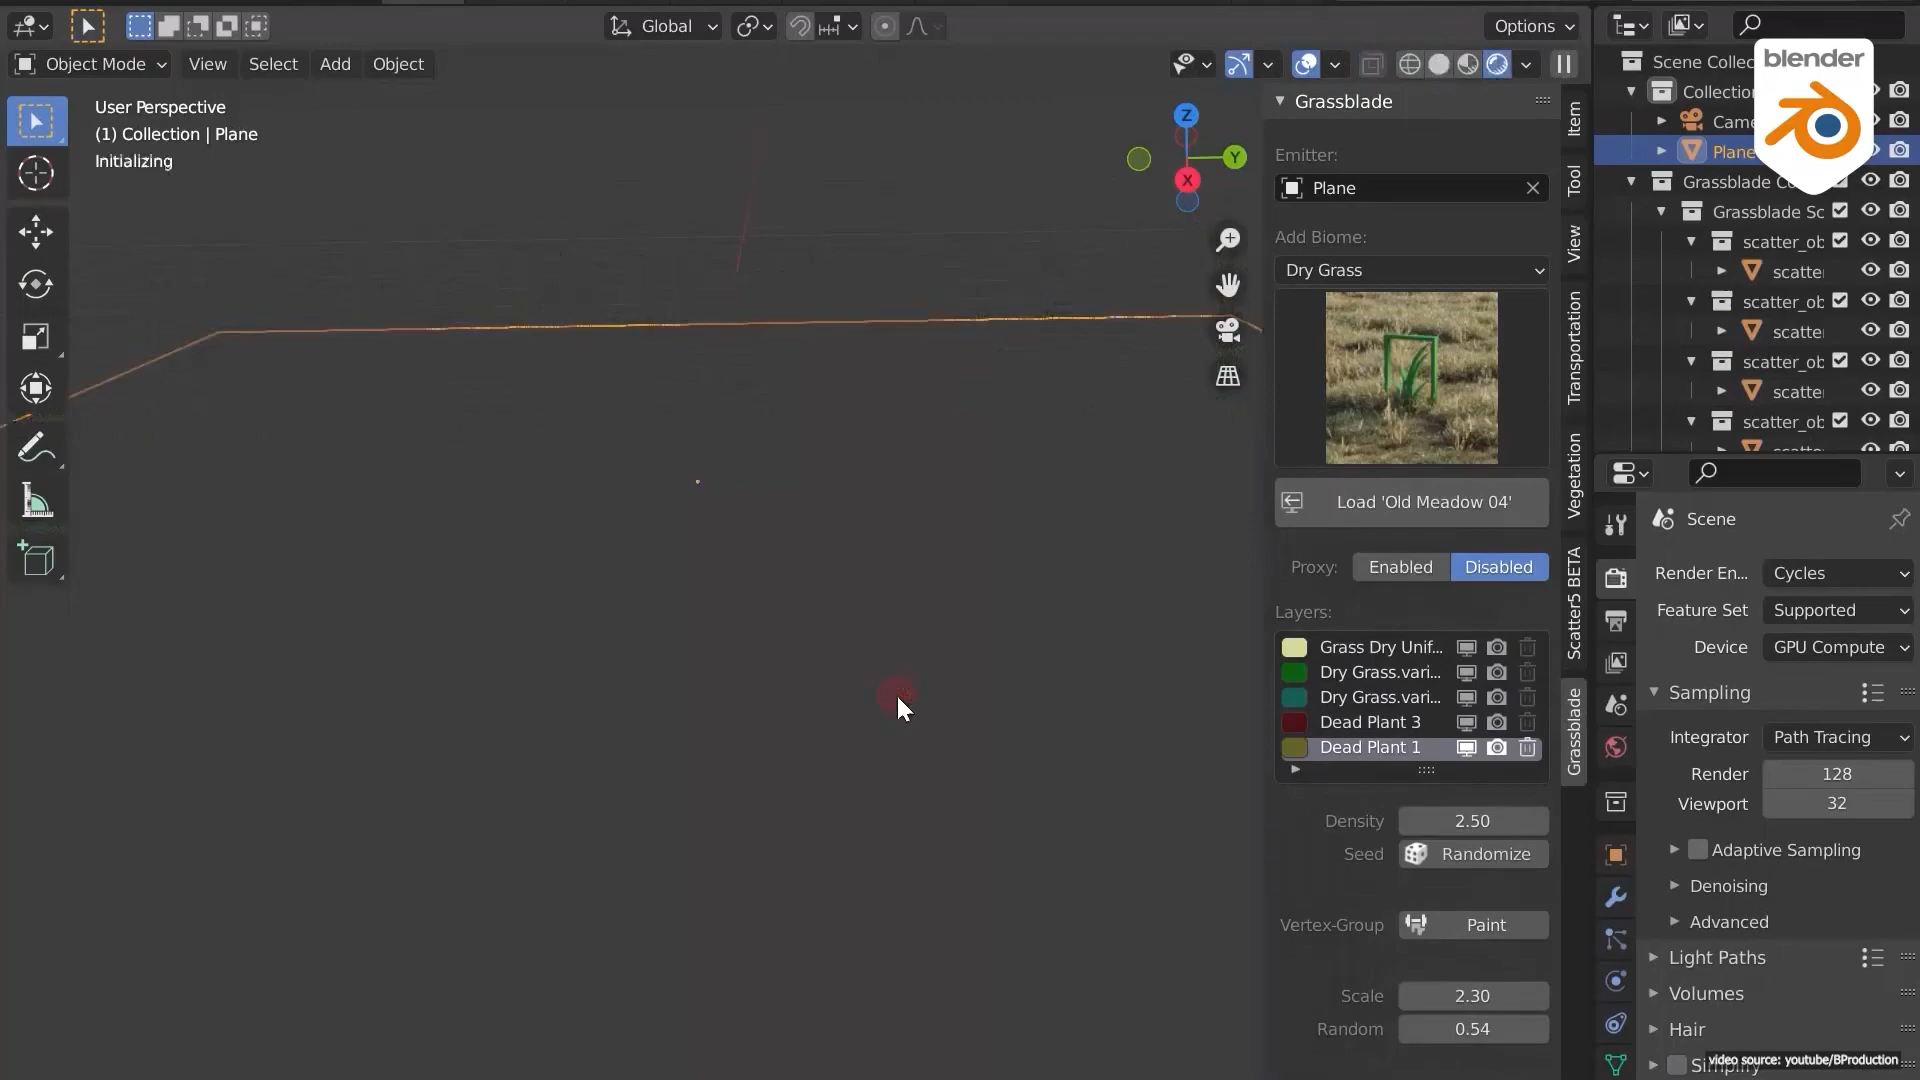 Global
Options
Object Mode
View
Select
Add
Object
User Perspective
(1) Collection | Plane
Initializing
Z
Y
X
Grassblade
Emitter:
Plane
Add Biome:
Dry Grass
Load 'Old Meadow 04'
Proxy:
Enabled
Disabled
Layers:
Grass Dry Unif...
Dry Grass.vari...
Dry Grass.vari...
Dead Plant 3
Dead Plant 1
Density
2.50
Seed
Randomize
Vertex-Group
Paint
Scale
2.30
Random
0.54
Item
Tool
View
Transportation
Vegetation
Scatter5 BETA
Grassblade
blender
Scene Collec
Collection
Came
Plane
Grassblade Co
Grassblade Sc
scatter_ob
scatter
scatter_ob
scatter
scatter_ob
scatter
scatter_ob
Scene
Render En...
Cycles
Feature Set
Supported
Device
GPU Compute
Sampling
Integrator
Path Tracing
Render
128
Viewport
32
Adaptive Sampling
Denoising
Advanced
Light Paths
Volumes
Hair
Simplify
video source: youtube/BProduction